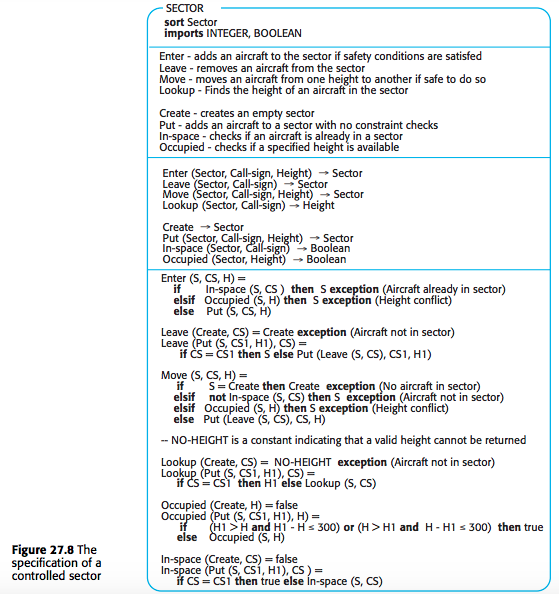 SECTOR
sort Sector
imports INTEGER, BOOLEAN
Enter - adds an aircraft to the sector if safety conditions are satisfied
Leave - removes an aircraft from the sector
Move - moves an aircraft from one height to another if safe to do so
Lookup - Finds the height of an aircraft in the sector
Create - creates an empty sector
Put - adds an aircraft to a sector with no constraint checks
In-space - checks if an aircraft is already in a sector
Occupied - checks if a specified height is available
Enter (Sector, Call-sign, Height) → Sector
Leave (Sector, Call-sign) → Sector
Move (Sector, Call-sign, Height) → Sector
Lookup (Sector, Call-sign) → Height
Create → Sector
Put (Sector, Call-sign, Height) → Sector
In-space (Sector, Call-sign) → Boolean
Occupied (Sector, Height) → Boolean
Enter (S, CS, H) =
if In-space (S, CS ) then S exception (Aircraft already in sector)
elsif Occupied (S, H) then S exception (Height conflict)
else Put (S, CS, H)
Leave (Create, CS) = Create exception (Aircraft not in sector)
Leave (Put (S, CS1, H1), CS) =
if CS = CS1 then S else Put (Leave (S, CS), CS1, H1)
Move (S, CS, H) =
if S = Create then Create exception (No aircraft in sector)
elsif not In-space (S, CS) then S exception (Aircraft not in sector)
elsif Occupied (S, H) then S exception (Height conflict)
else Put (Leave (S, CS), CS, H)
-- NO-HEIGHT is a constant indicating that a valid height cannot be returned
Lookup (Create, CS) = NO-HEIGHT exception (Aircraft not in sector)
Lookup (Put (S, CS1, H1), CS) =
if CS = CS1 then H1 else Lookup (S, CS)
Occupied (Create, H) = false
Occupied (Put (S, CS1, H1), H) =
if (H1 > H and H1 - H ≤ 300) or (H > H1 and H - H1 ≤ 300) then true
else Occupied (S, H)
In-space (Create, CS) = false
In-space (Put (S, CS1, H1), CS ) =
if CS = CS1 then true else In-space (S, CS)
Figure 27.8 The
specification of a
controlled sector